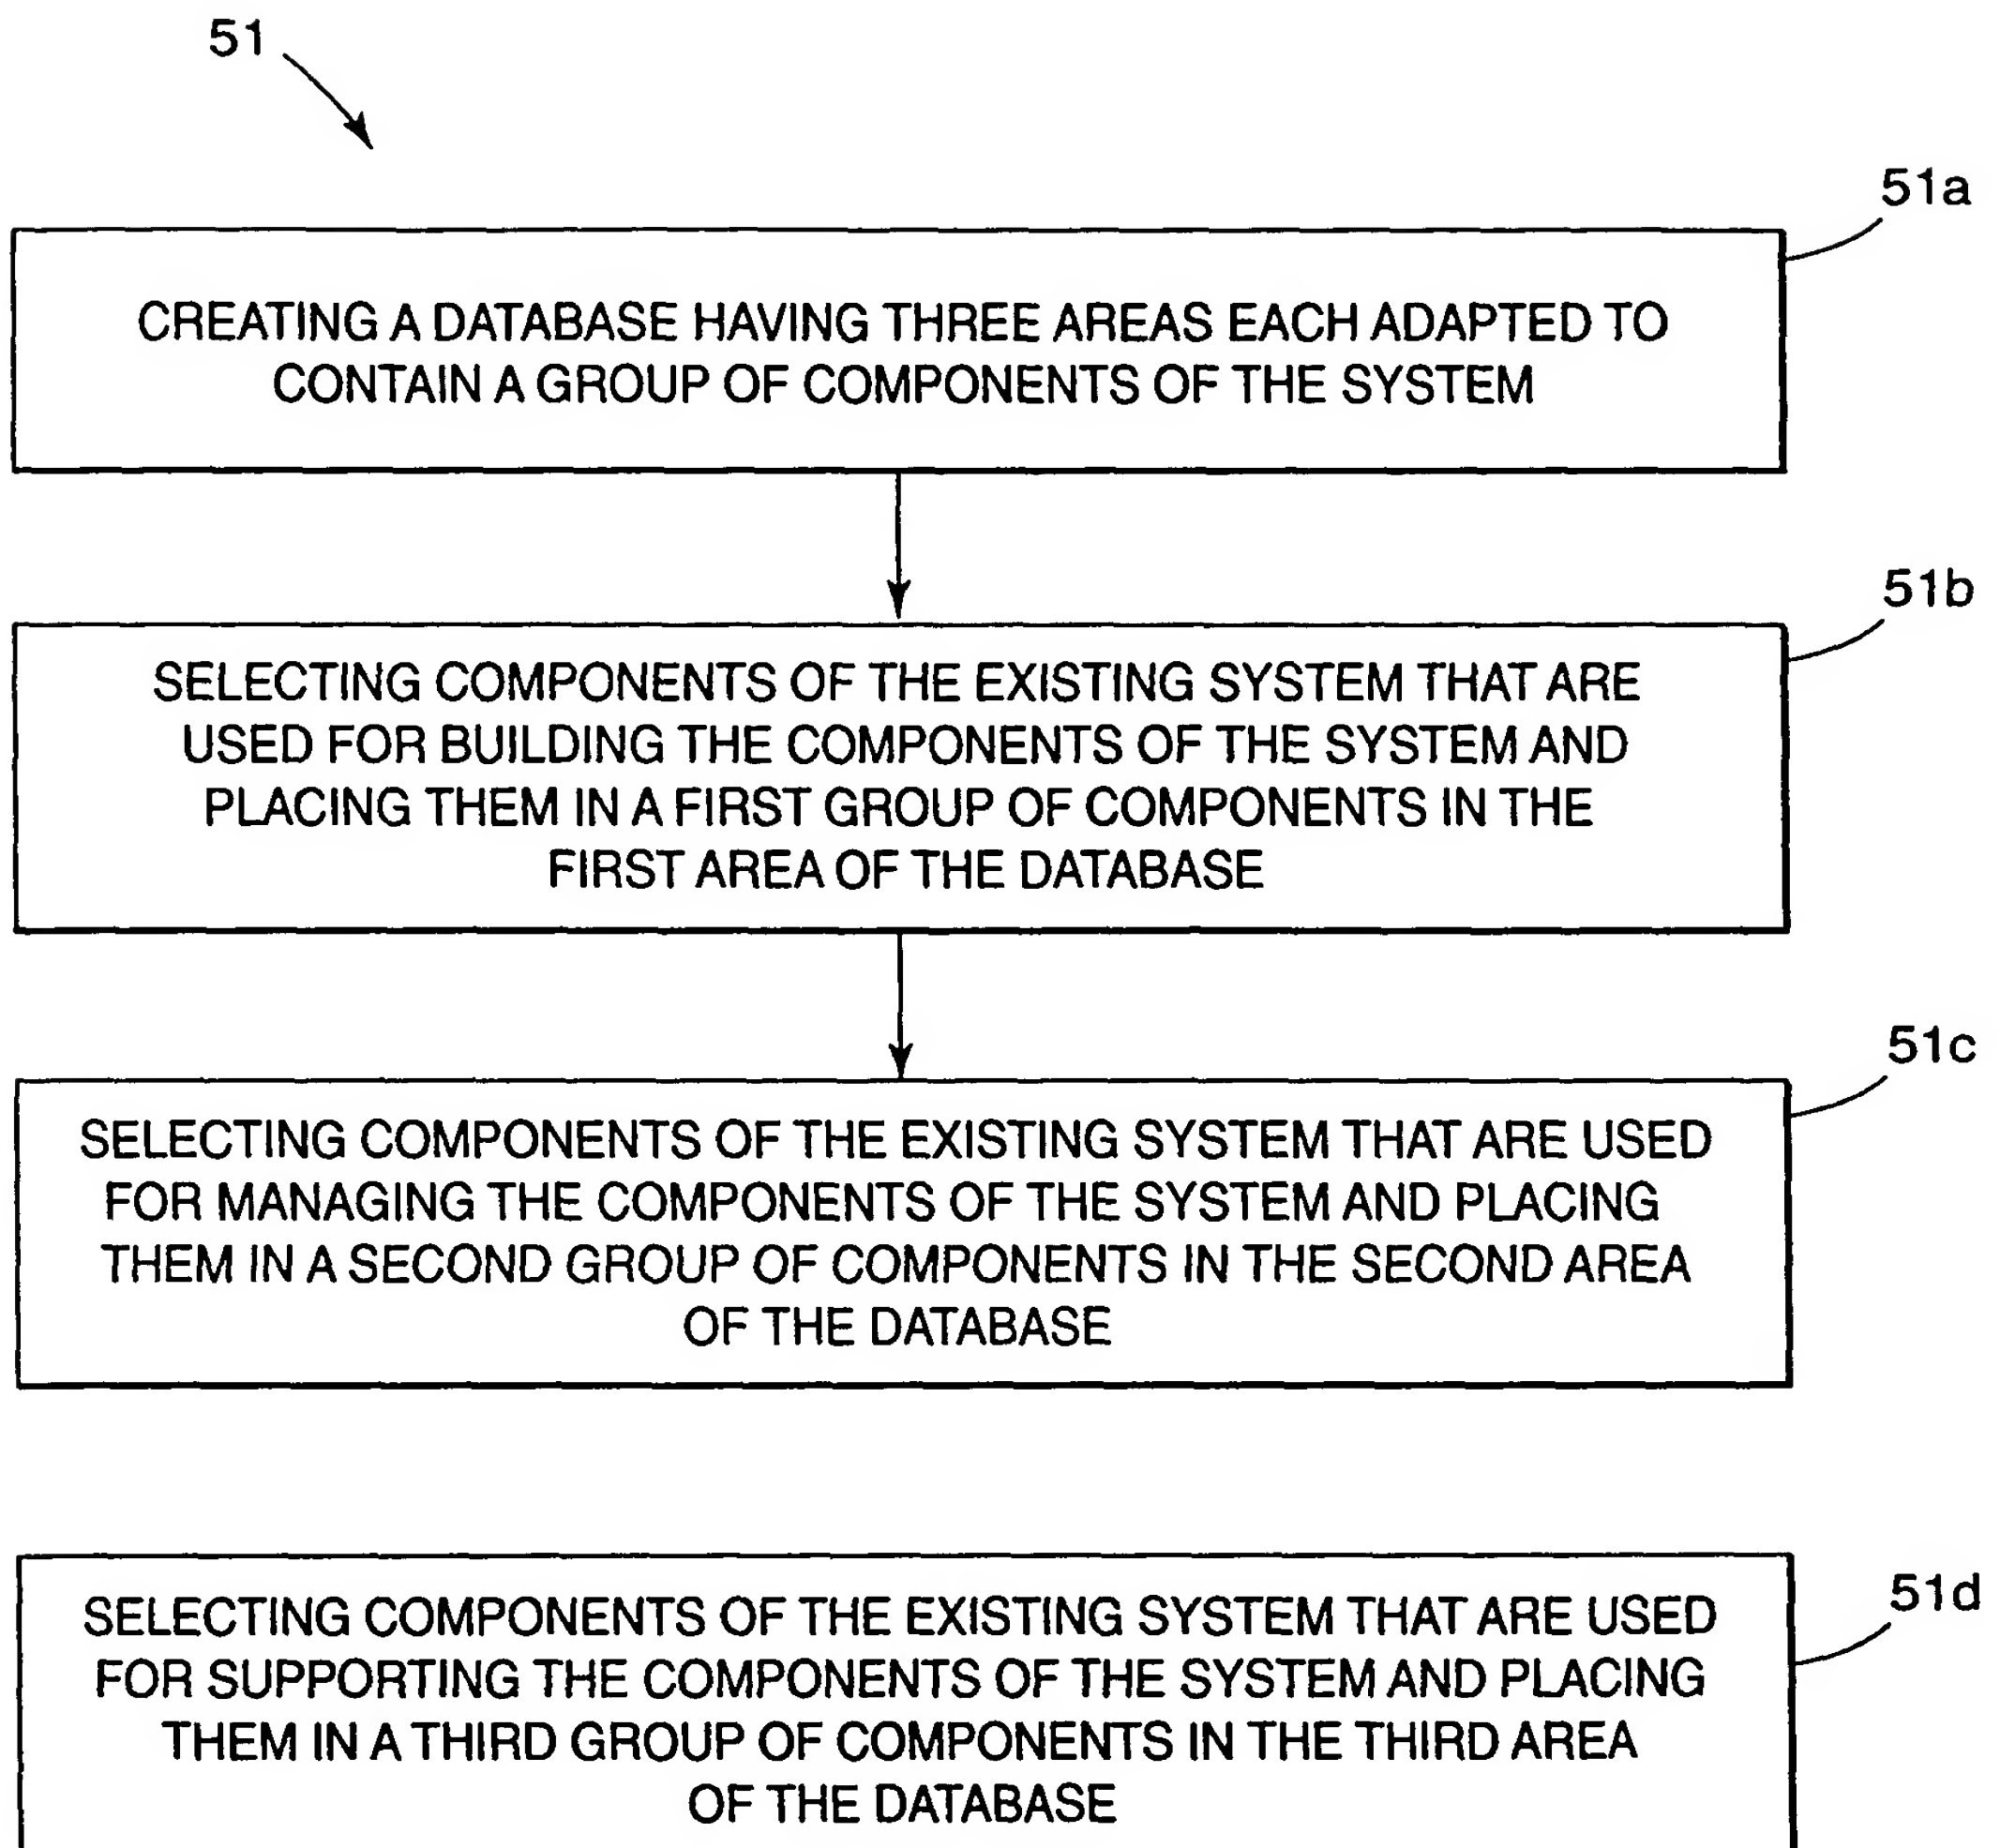 51
51a
CREATING A DATABASE HAVING THREE AREAS EACH ADAPTED TO
CONTAIN A GROUP OF COMPONENTS OF THE SYSTEM
51b
SELECTING COMPONENTS OF THE EXISTING SYSTEM THAT ARE
USED FOR BUILDING THE COMPONENTS OF THE SYSTEM AND
PLACING THEM IN A FIRST GROUP OF COMPONENTS IN THE
FIRST AREA OF THE DATABASE
51c
SELECTING COMPONENTS OF THE EXISTING SYSTEM THAT ARE USED
FOR MANAGING THE COMPONENTS OF THE SYSTEM AND PLACING
THEM IN A SECOND GROUP OF COMPONENTS IN THE SECOND AREA
OF THE DATABASE
51d
SELECTING COMPONENTS OF THE EXISTING SYSTEM THAT ARE USED
FOR SUPPORTING THE COMPONENTS OF THE SYSTEM AND PLACING
THEM IN A THIRD GROUP OF COMPONENTS IN THE THIRD AREA
OF THE DATABASE